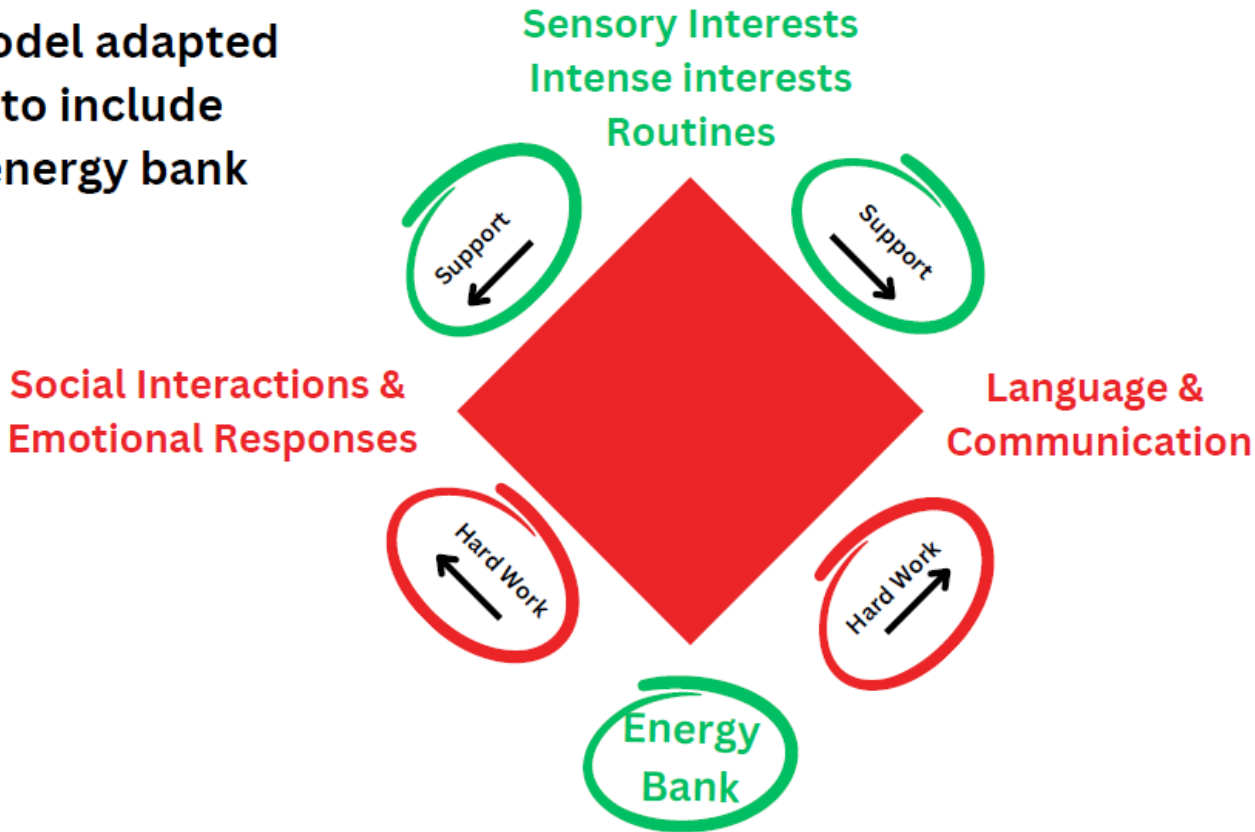 odel adapted
to include
energy bank
Sensory Interests
Intense interests
Routines
Support
Support
Social Interactions &
Emotional Responses
Language &
Communication
Hard Work
Hard Work
Energy
Bank